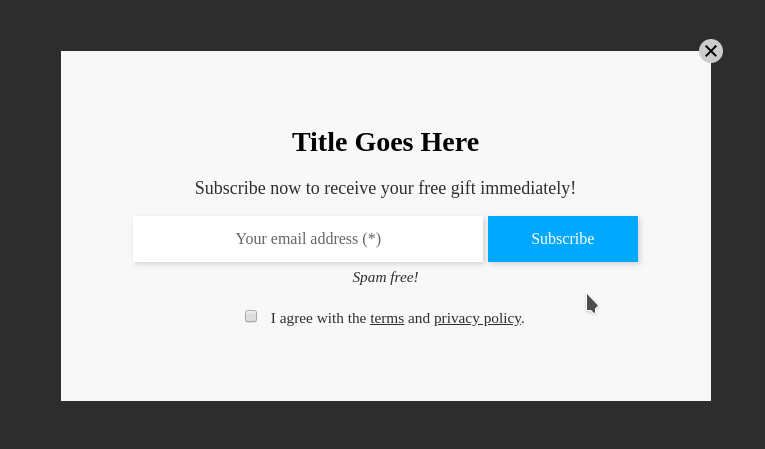 Title Goes Here
Subscribe now to receive your free gift immediately!
Your email address (*)
Subscribe
Spam free!
I agree with the terms and privacy policy.